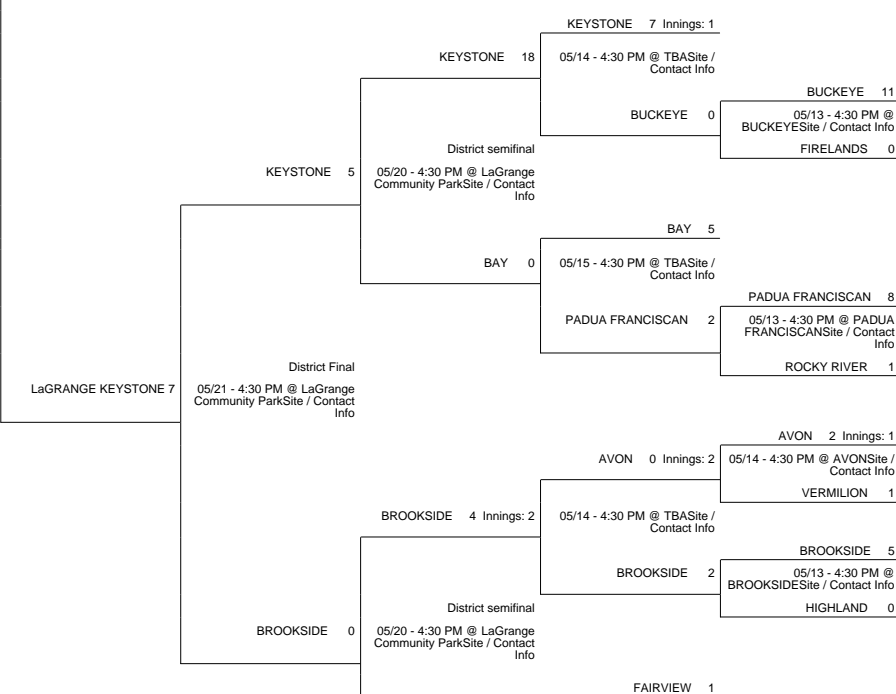 KEYSTONE 7 Innings: 1
KEYSTONE 18
05/14 - 4:30 PM @ TBASite /
Contact Info
BUCKEYE 11
BUCKEYE 0
05/13 - 4:30 PM @
BUCKEYESite / Contact Info
District semifinal
FIRELANDS 0
KEYSTONE 5
05/20 - 4:30 PM @ LaGrange
Community ParkSite / Contact
Info
BAY 5
BAY 0
05/15 - 4:30 PM @ TBASite /
Contact Info
PADUA FRANCISCAN 8
PADUA FRANCISCAN 2
05/13 - 4:30 PM @ PADUA
FRANCISCANSite / Contact
Info
District Final
ROCKY RIVER 1
LaGRANGE KEYSTONE 7
05/21 - 4:30 PM @ LaGrange
Community ParkSite / Contact
Info
AVON 2 Innings: 1
AVON 0 Innings: 2
05/14 - 4:30 PM @ AVONSite /
Contact Info
VERMILION 1
BROOKSIDE 4 Innings: 2
05/14 - 4:30 PM @ TBASite /
Contact Info
BROOKSIDE 5
BROOKSIDE 2
05/13 - 4:30 PM @
BROOKSIDESite / Contact Info
District semifinal
HIGHLAND 0
BROOKSIDE 0
05/20 - 4:30 PM @ LaGrange
Community ParkSite / Contact
Info
FAIRVIEW 1